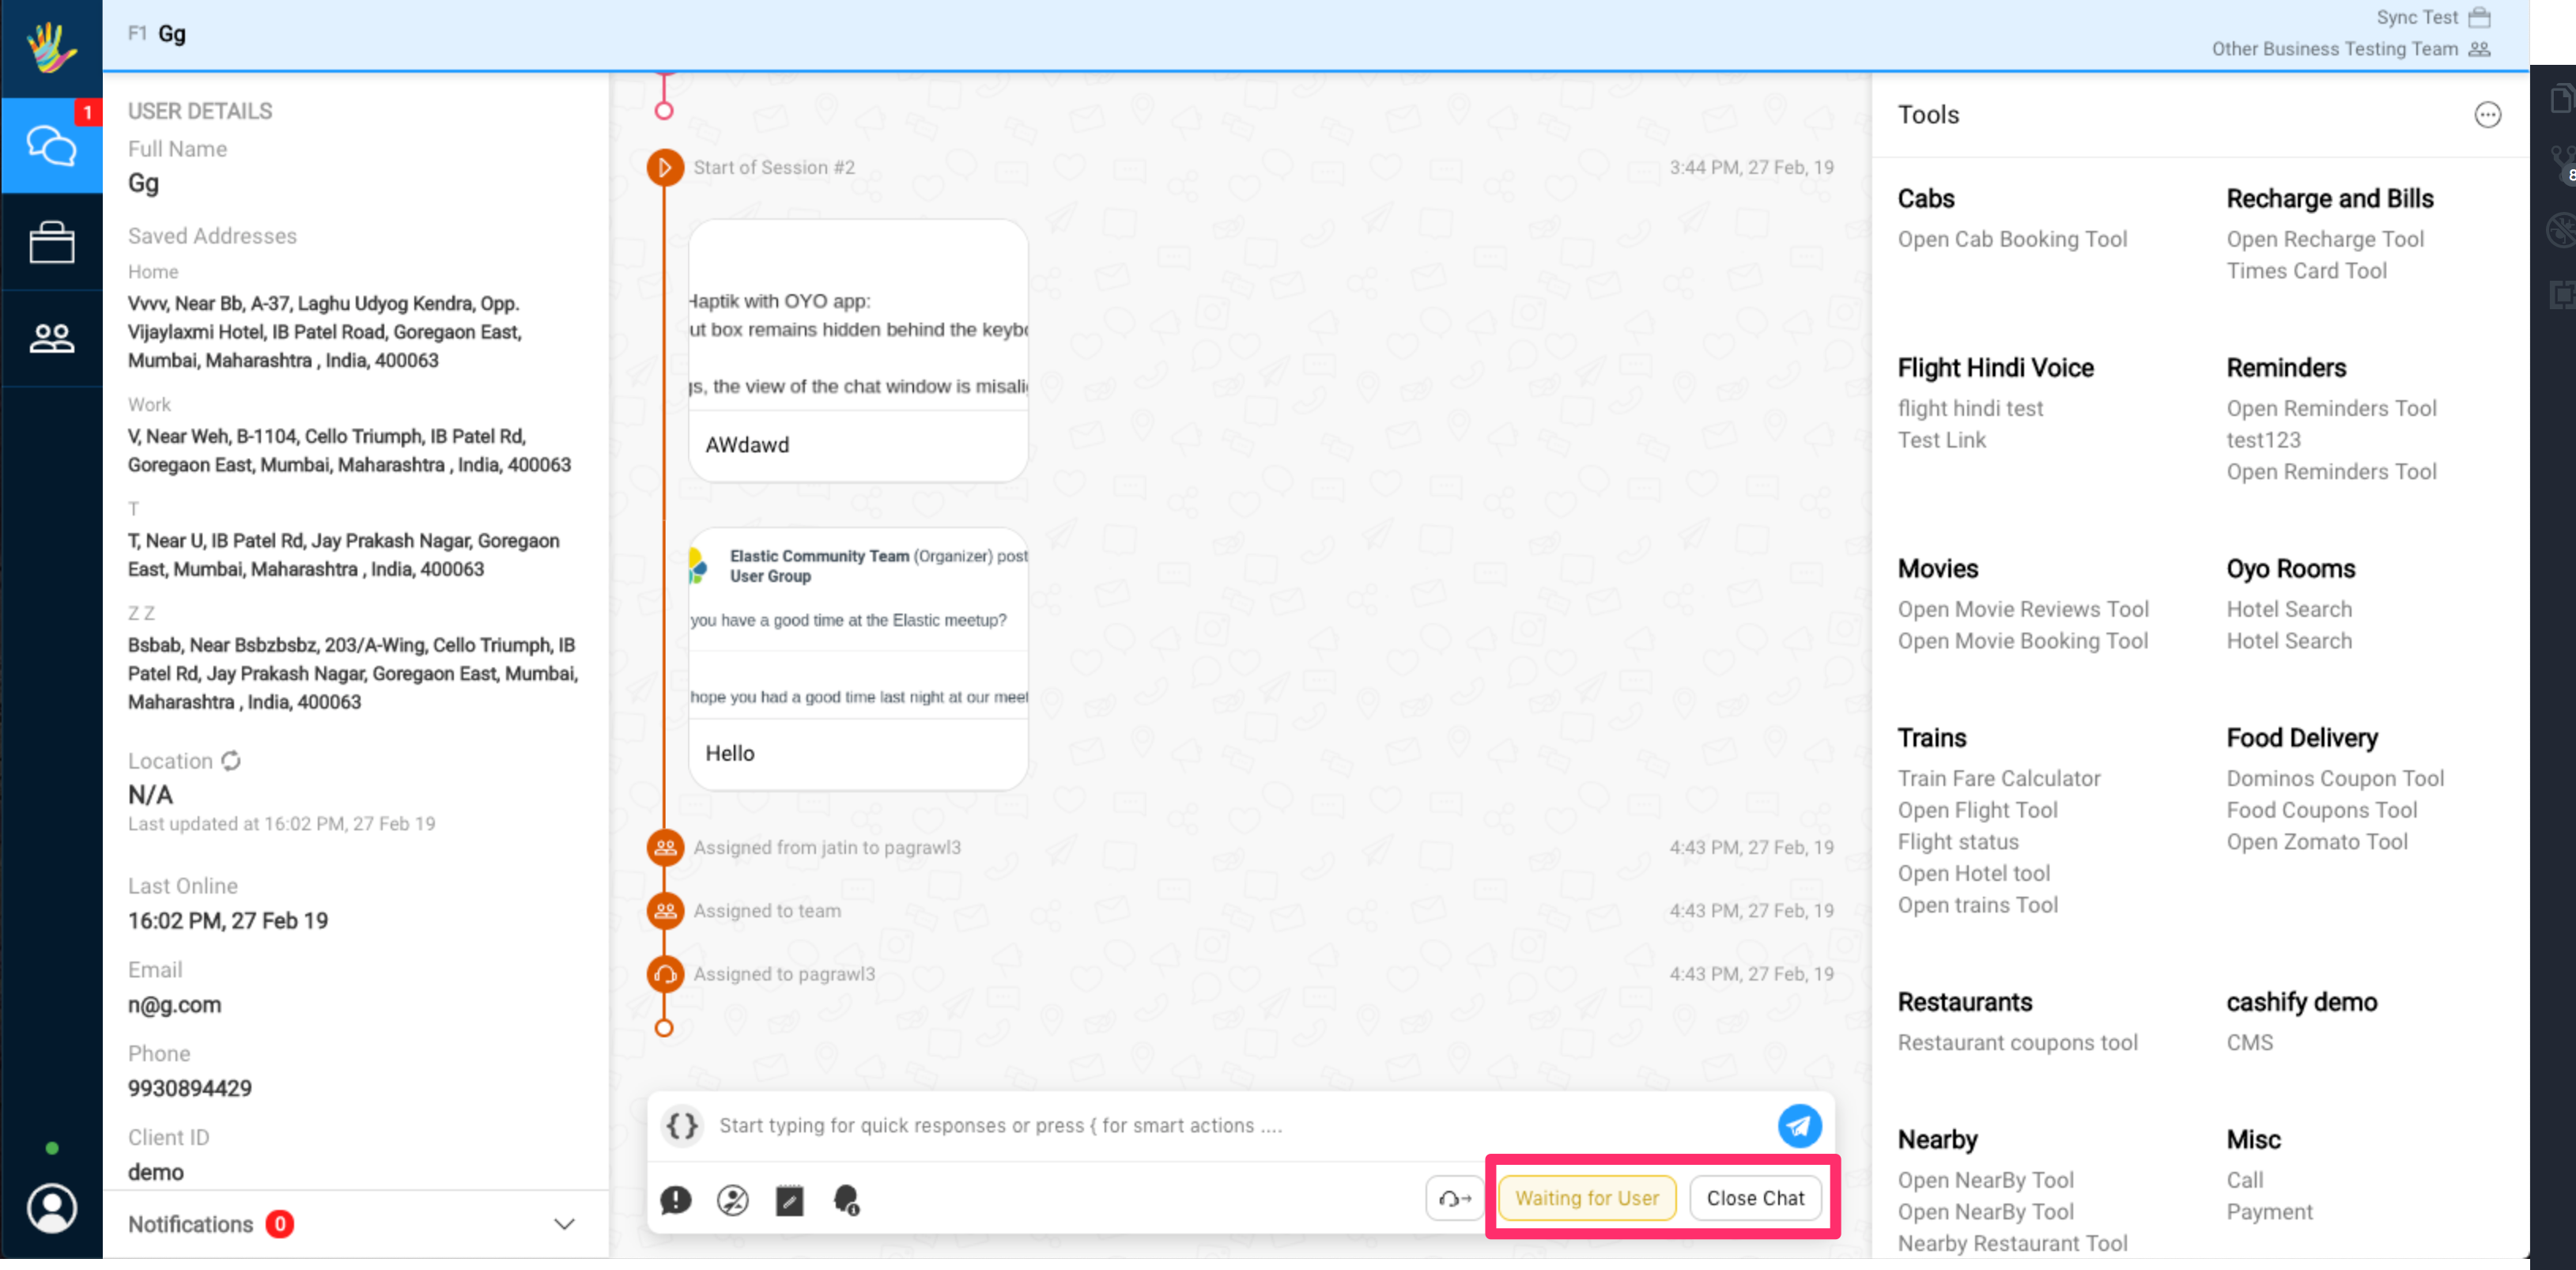 F1 Gg
Sync Test
Other Business Testing Team
1
USER DETAILS
Full Name
Gg
Saved Addresses
Home
Vvvv, Near Bb, A-37, Laghu Udyog Kendra, Opp.
Vijaylaxmi Hotel, IB Patel Road, Goregaon East,
Mumbai, Maharashtra , India, 400063
Work
V, Near Weh, B-1104, Cello Triumph, IB Patel Rd,
Goregaon East, Mumbai, Maharashtra , India, 400063
T
T, Near U, IB Patel Rd, Jay Prakash Nagar, Goregaon
East, Mumbai, Maharashtra , India, 400063
Z Z
Bsbab, Near Bsbzbsbz, 203/A-Wing, Cello Triumph, IB
Patel Rd, Jay Prakash Nagar, Goregaon East, Mumbai,
Maharashtra , India, 400063
Location
N/A
Last updated at 16:02 PM, 27 Feb 19
Last Online
16:02 PM, 27 Feb 19
Email
n@g.com
Phone
9930894429
Client ID
demo
Notifications 0
Start of Session #2 3:44 PM, 27 Feb, 19
Haptik with OYO app:
ut box remains hidden behind the keybo
gs, the view of the chat window is misali
AWdawd
Elastic Community Team (Organizer) post
User Group
you have a good time at the Elastic meetup?
hope you had a good time last night at our meet
Hello
Assigned from jatin to pagrawl3 4:43 PM, 27 Feb, 19
Assigned to team 4:43 PM, 27 Feb, 19
Assigned to pagrawl3 4:43 PM, 27 Feb, 19
{} Start typing for quick responses or press { for smart actions ....
Waiting for User
Close Chat
Tools
Cabs
Open Cab Booking Tool
Recharge and Bills
Open Recharge Tool
Times Card Tool
Flight Hindi Voice
flight hindi test
Test Link
Reminders
Open Reminders Tool
test123
Open Reminders Tool
Movies
Open Movie Reviews Tool
Open Movie Booking Tool
Oyo Rooms
Hotel Search
Hotel Search
Trains
Train Fare Calculator
Open Flight Tool
Flight status
Open Hotel tool
Open trains Tool
Food Delivery
Dominos Coupon Tool
Food Coupons Tool
Open Zomato Tool
Restaurants
Restaurant coupons tool
cashify demo
CMS
Nearby
Open NearBy Tool
Open NearBy Tool
Nearby Restaurant Tool
Misc
Call
Payment
8